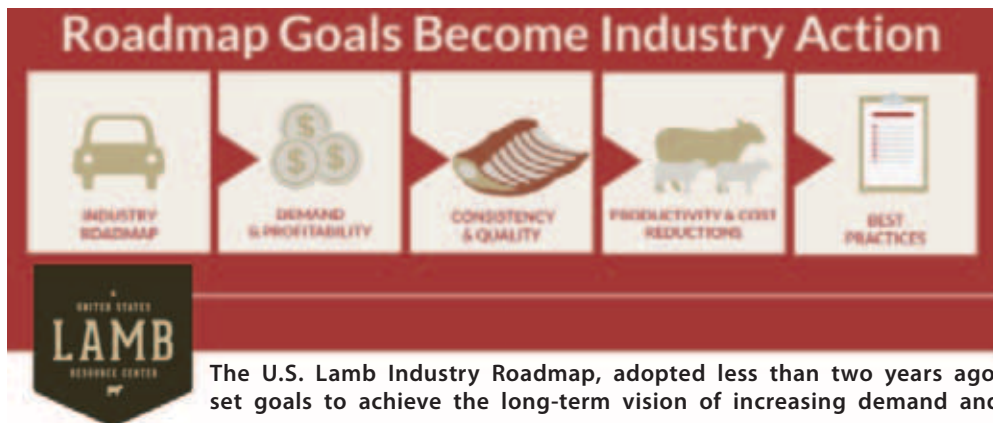 Roadmap Goals Become Industry Action
INDUSTRY
ROADMAP
DEMAND
& PROFITABILITY
CONSISTENCY
& QUALITY
PRODUCTIVITY & COST
REDUCTIONS
BEST
PRACTICES
UNITED STATES
LAMB
RESOURCE CENTER
The U.S. Lamb Industry Roadmap, adopted less than two years ago
set goals to achieve the long-term vision of increasing demand and